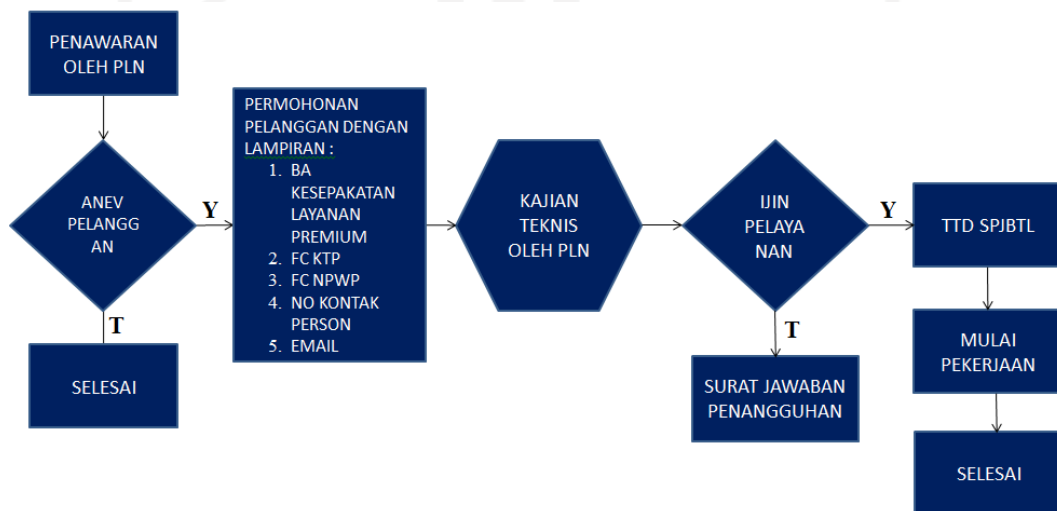 PENAWARAN
OLEH PLN
ANEV
PELANGG
AN
Y
T
SELESAI
PERMOHONAN
PELANGGAN DENGAN
LAMPIRAN :
1. BA
KESEPAKATAN
LAYANAN
PREMIUM
2. FC KTP
3. FC NPWP
4. NO KONTAK
PERSON
5. EMAIL
KAJIAN
TEKNIS
OLEH PLN
IJIN
PELAYA
NAN
Y
T
SURAT JAWABAN
PENANGGUHAN
TTD SPJBTL
MULAI
PEKERJAAN
SELESAI